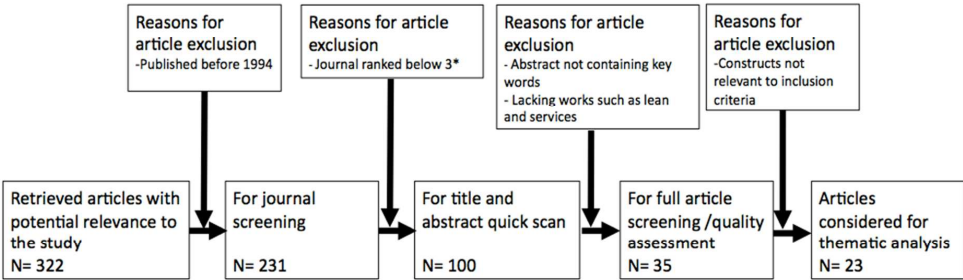 Reasons for
article exclusion
-Published before 1994
Reasons for article
exclusion
- Journal ranked below 3*
Reasons for article
exclusion
- Abstract not containing key
words
- Lacking works such as lean
and services
Reasons for
article exclusion
-Constructs not
relevant to inclusion
criteria
Retrieved articles with
potential relevance to
the study
N= 322
For journal
screening
N= 231
For title and
abstract quick scan
N= 100
For full article
screening /quality
assessment
N= 35
Articles
considered for
thematic analysis
N= 23